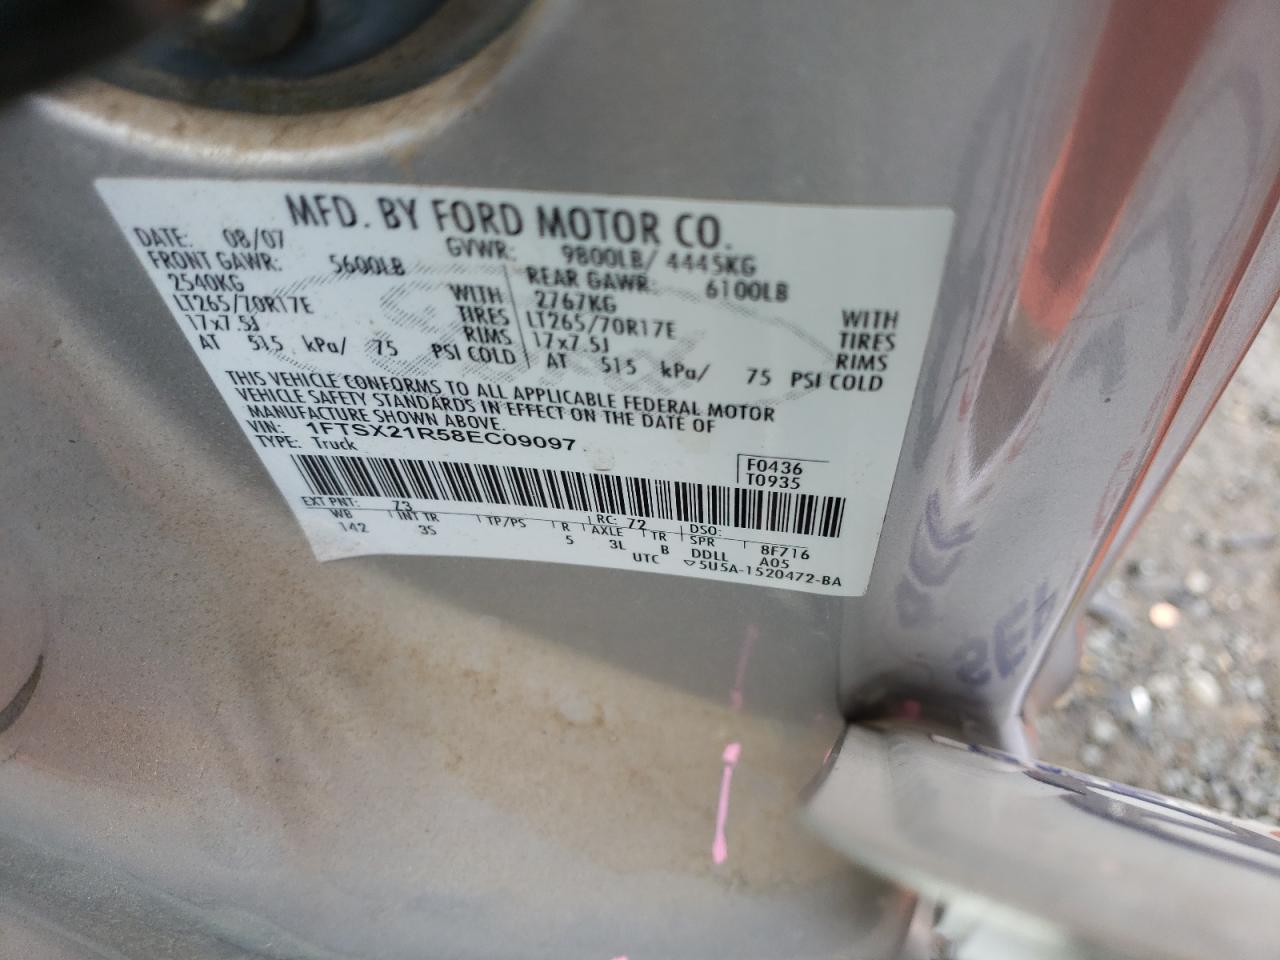 MFD. BY FORD MOTOR CO.
DATE: 08/07 GVWR: 9800LB/ 4445KG
FRONT GAWR: 5600LB REAR GAWR: 6100LB
2540KG WITH 2767KG WITH
LT265/70R17E TIRES LT265/70R17E TIRES
17x7.5J RIMS 17x7.5J RIMS
AT 515 kPa/ 75 PSI COLD AT 515 kPa/ 75 PSI COLD
THIS VEHICLE CONFORMS TO ALL APPLICABLE FEDERAL MOTOR
VEHICLE SAFETY STANDARDS IN EFFECT ON THE DATE OF
MANUFACTURE SHOWN ABOVE.
VIN: 1FTSX21R58EC09097
TYPE: Truck
F0436
T0935
EXT PNT: 73 RC: 72 DSO: 8F716
WB INT TR TP/PS R AXLE TR SPR A05
142 3S 5 3L B DDLL
UTC ▽5U5A-1520472-BA